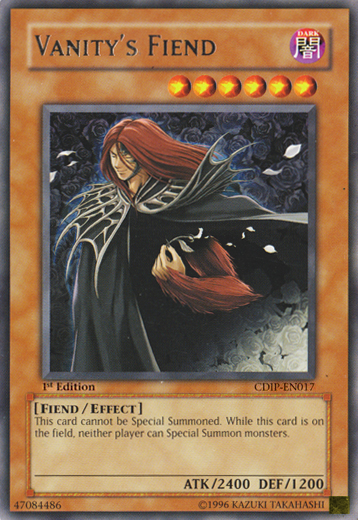 VANITY'S FIEND
DARK
闇
1st Edition
CDIP-EN017
[FIEND / EFFECT]
This card cannot be Special Summoned. While this card is on
the field, neither player can Special Summon monsters.
ATK/2400 DEF/1200
47084486
©1996 KAZUKI TAKAHASHI